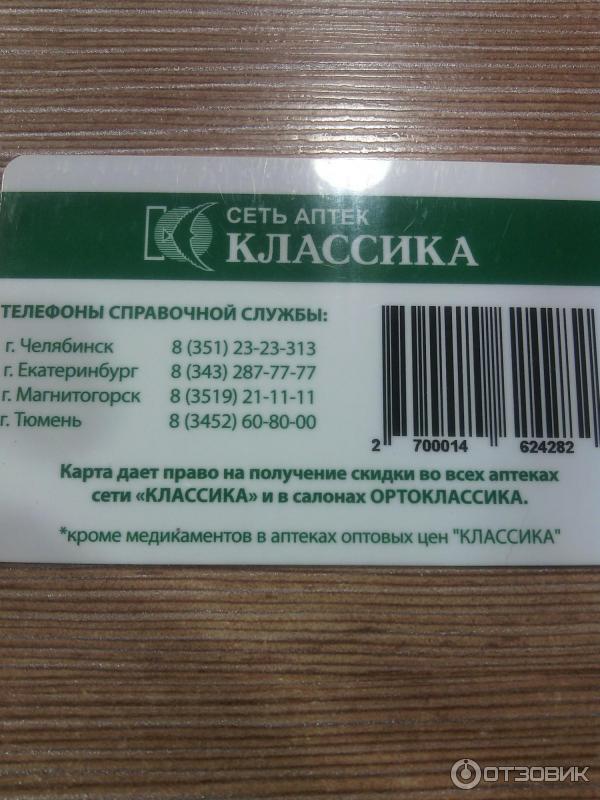 СЕТЬ АПТЕК
КЛАССИКА
ТЕЛЕФОНЫ СПРАВОЧНОЙ СЛУЖБЫ:
г. Челябинск 8 (351) 23-23-313
г. Екатеринбург 8 (343) 287-77-77
г. Магнитогорск 8 (3519) 21-11-11
г. Тюмень 8 (3452) 60-80-00
2 700014 624282
Карта дает право на получение скидки во всех аптеках
сети «КЛАССИКА» и в салонах ОРТОКЛАССИКА.
*кроме медикаментов в аптеках оптовых цен "КЛАССИКА"
ОТЗОВИК